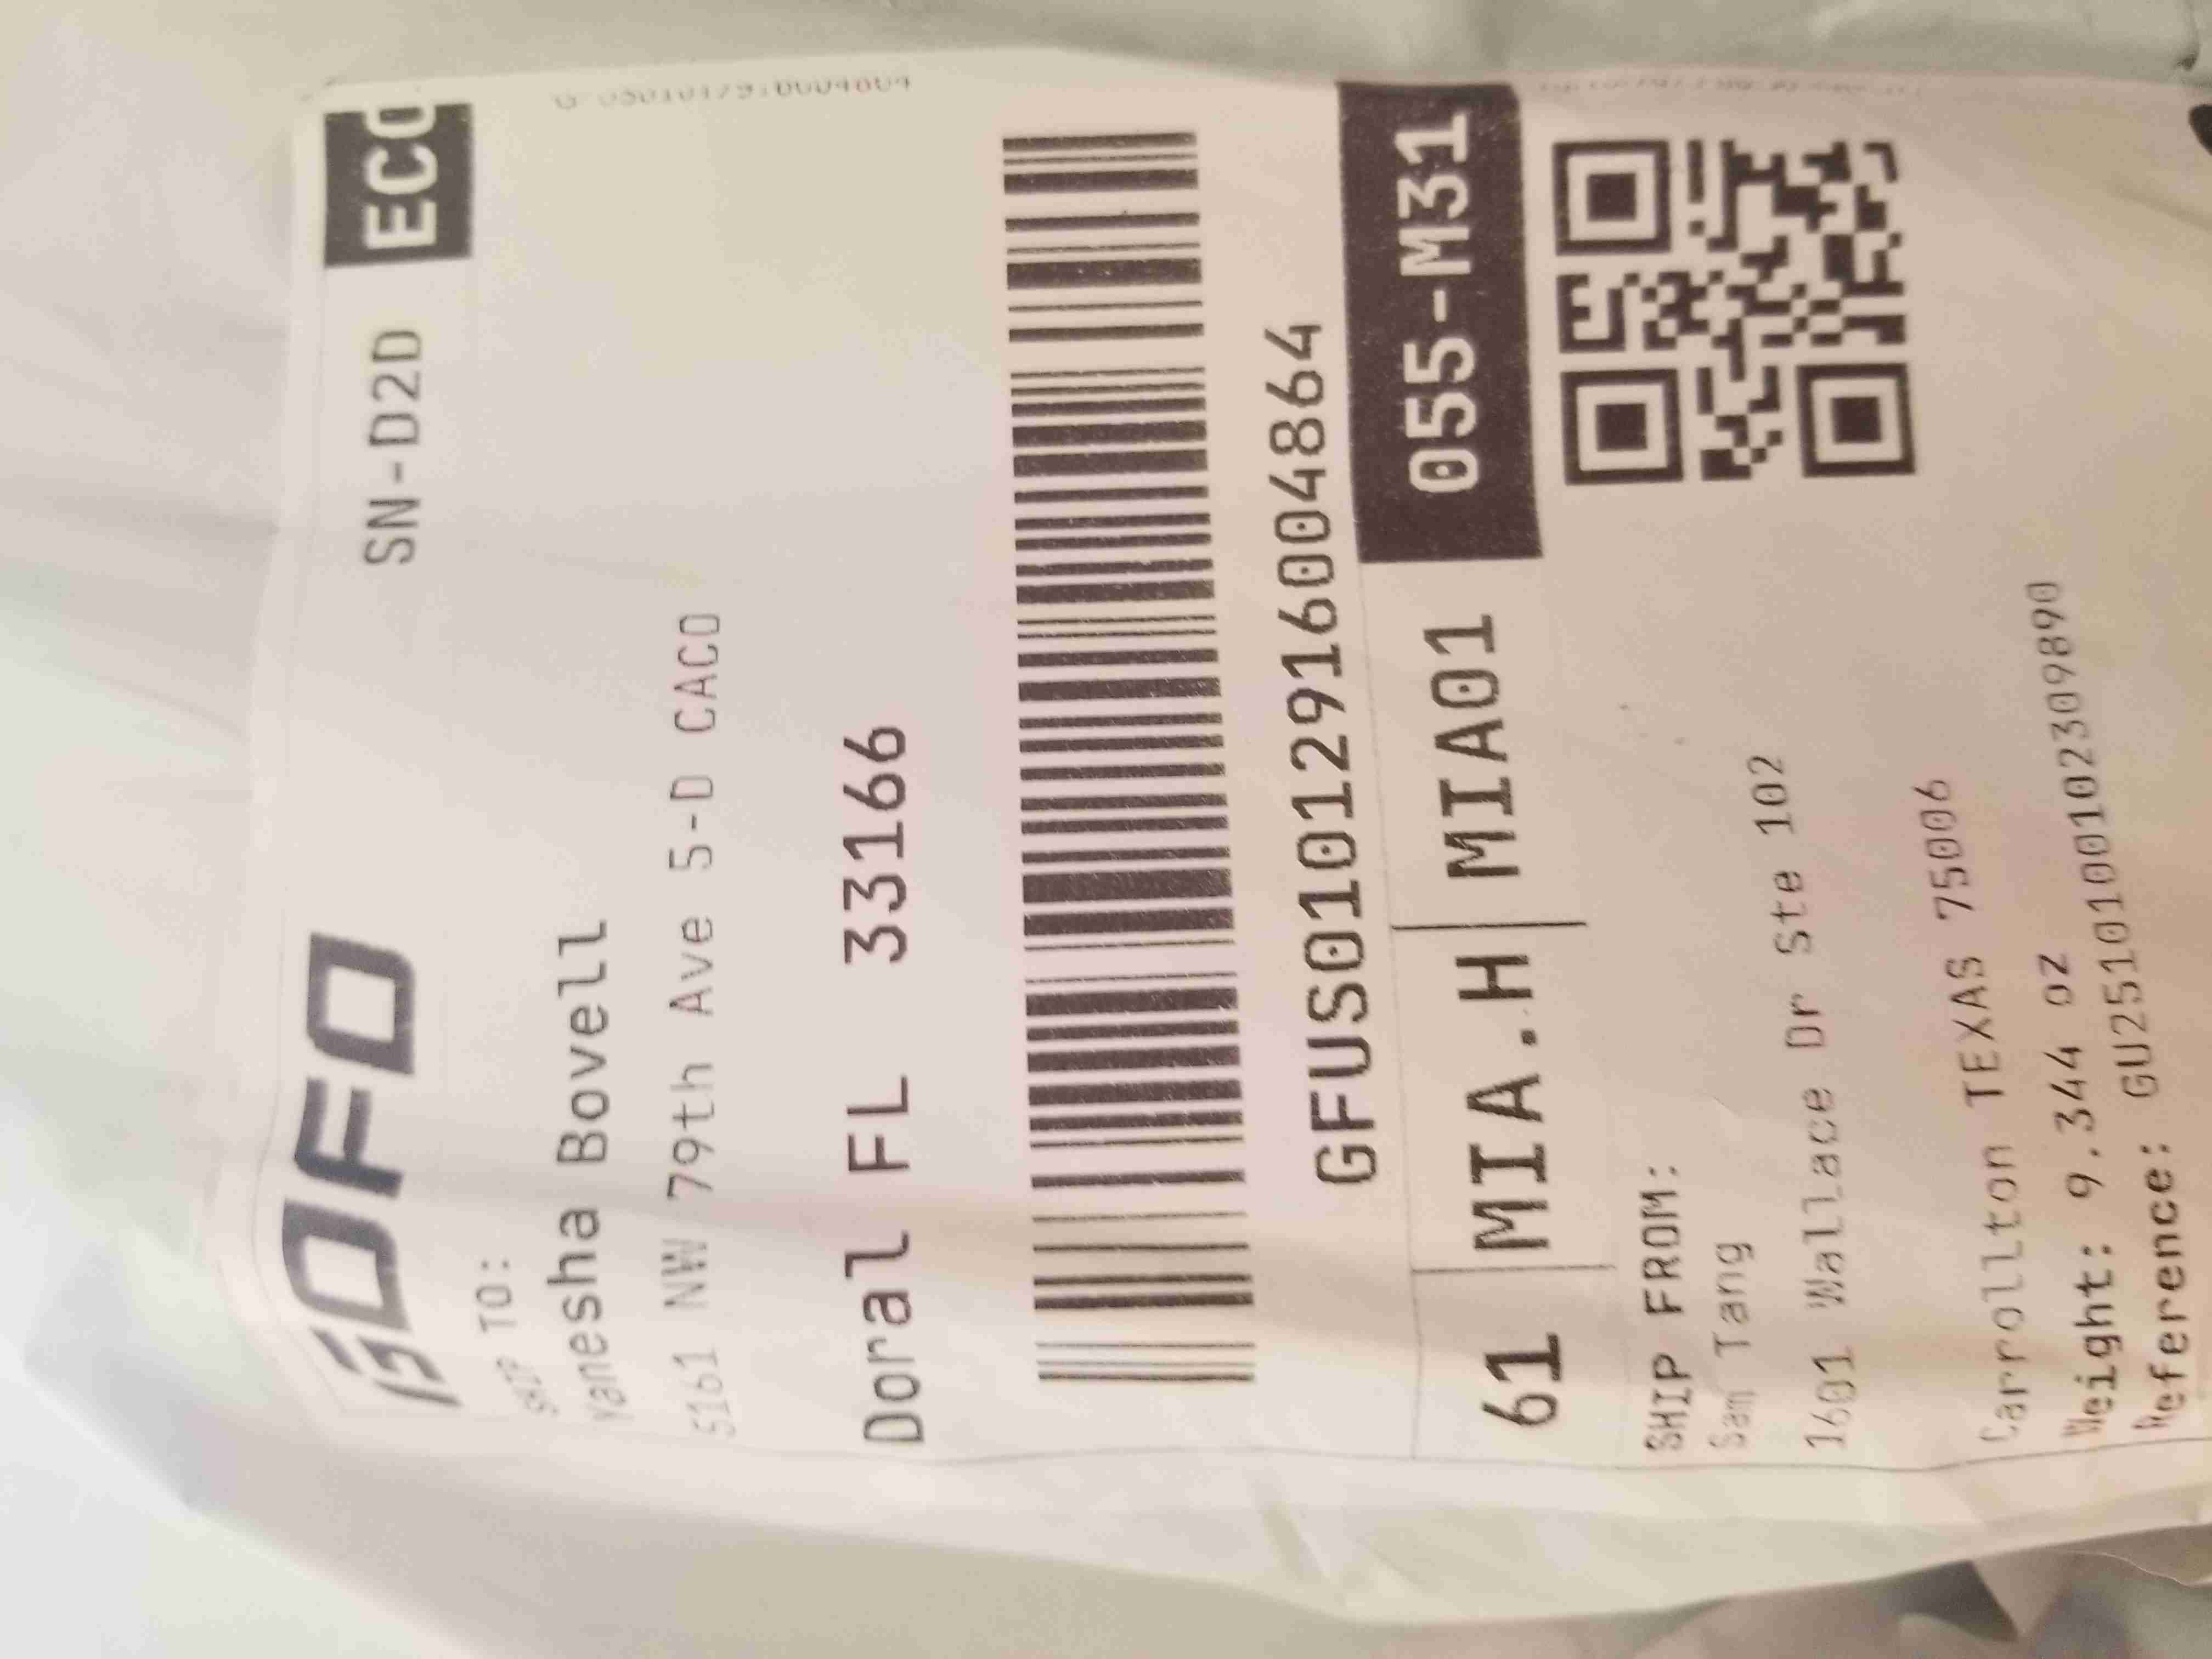 GOFO
SN-D2D
ECO
SHIP TO:
Yanesha Bovell
5161 NW 79th Ave 5-D CACO
Doral FL 33166
GFUS01012916004864
61 MIA.H MIA01 055-M31
SHIP FROM:
Sam Tang
1601 Wallace Dr Ste 102
Carrollton TEXAS 75006
Weight: 9.344 oz
Reference: GU251010010230989​0